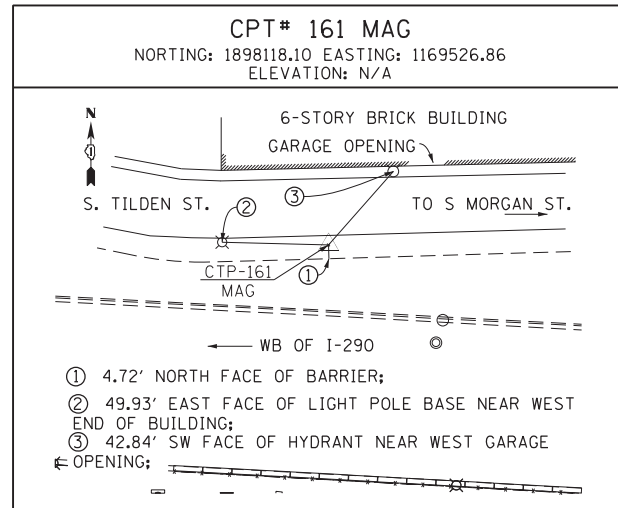 CPT# 161 MAG
NORTING: 1898118.10 EASTING: 1169526.86
ELEVATION: N/A
N
6-STORY BRICK BUILDING
GARAGE OPENING
3
S. TILDEN ST.
2
TO S MORGAN ST.
CTP-161
MAG
1
WB OF I-290
1 4.72' NORTH FACE OF BARRIER;
2 49.93' EAST FACE OF LIGHT POLE BASE NEAR WEST
END OF BUILDING;
3 42.84' SW FACE OF HYDRANT NEAR WEST GARAGE
OPENING;